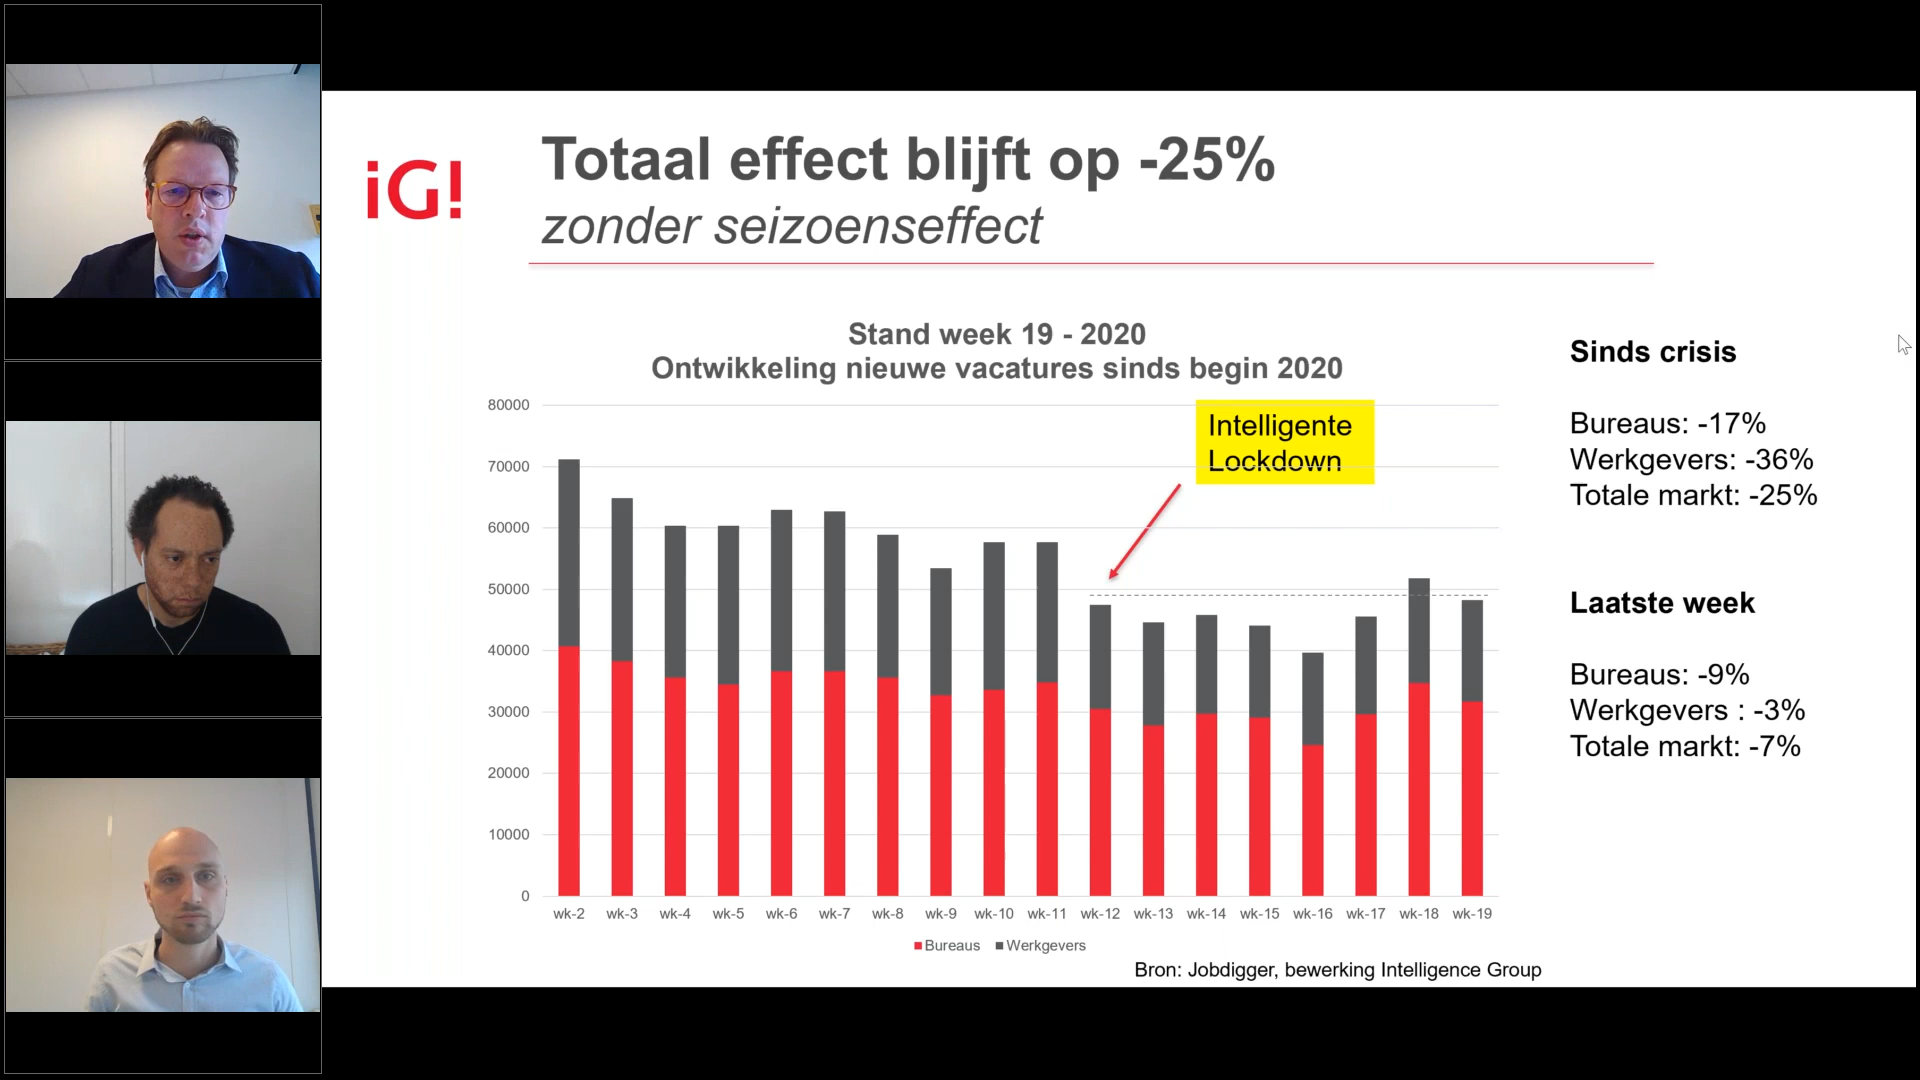 iG!
Totaal effect blijft op -25%
zonder seizoenseffect
Stand week 19 - 2020
Ontwikkeling nieuwe vacatures sinds begin 2020
80000
70000
60000
50000
40000
30000
20000
10000
0
Intelligente
Lockdown
wk-2 wk-3 wk-4 wk-5 wk-6 wk-7 wk-8 wk-9 wk-10 wk-11 wk-12 wk-13 wk-14 wk-15 wk-16 wk-17 wk-18 wk-19
Bureaus Werkgevers
Bron: Jobdigger, bewerking Intelligence Group
Sinds crisis
Bureaus: -17%
Werkgevers: -36%
Totale markt: -25%
Laatste week
Bureaus: -9%
Werkgevers : -3%
Totale markt: -7%